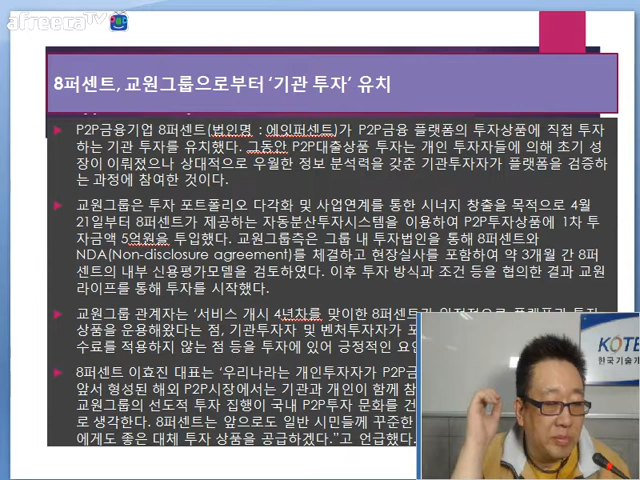 afreecaTV
8퍼센트, 교원그룹으로부터 '기관 투자' 유치
P2P금융기업 8퍼센트(법인명 : 에잇퍼센트)가 P2P금융 플랫폼의 투자상품에 직접 투자
하는 기관 투자를 유치했다. 그동안 P2P대출상품 투자는 개인 투자자들에 의해 초기 성
장이 이뤄졌으나 상대적으로 우월한 정보 분석력을 갖춘 기관투자자가 플랫폼을 검증하
는 과정에 참여한 것이다.
교원그룹은 투자 포트폴리오 다각화 및 사업연계를 통한 시너지 창출을 목적으로 4월
21일부터 8퍼센트가 제공하는 자동분산투자시스템을 이용하여 P2P투자상품에 1차 투
자금액 5억원을 투입했다. 교원그룹측은 그룹 내 투자법인을 통해 8퍼센트와
NDA(Non-disclosure agreement)를 체결하고 현장실사를 포함하여 약 3개월 간 8퍼
센트의 내부 신용평가모델을 검토하였다. 이후 투자 방식과 조건 등을 협의한 결과 교원
라이프를 통해 투자를 시작했다.
교원그룹 관계자는 '서비스 개시 4년차를 맞이한 8퍼센트가
상품을 운용해왔다는 점, 기관투자자 및 벤처투자자가
수료를 적용하지 않는 점 등을 투자에 있어 긍정적인
8퍼센트 이효진 대표는 '우리나라는 개인투자자가
앞서 형성된 해외 P2P시장에서는 기관과 개인이 함께
교원그룹의 선도적 투자 집행이 국내 P2P투자 문화를
로 생각한다. 8퍼센트는 앞으로도 일반 시민들께 꾸준한
에게도 좋은 대체 투자 상품을 공급하겠다."고 언급했다.
한국기술